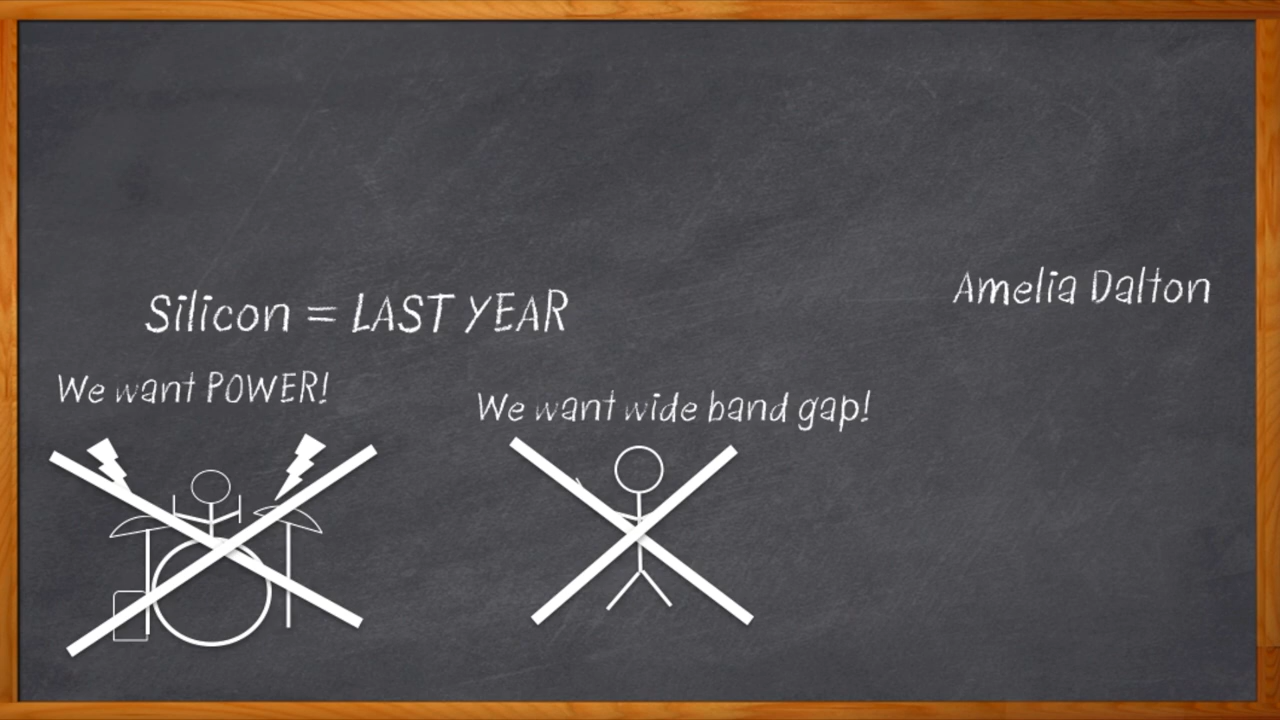 Silicon = LAST YEAR
Amelia Dalton
We want POWER!
We want wide band gap!